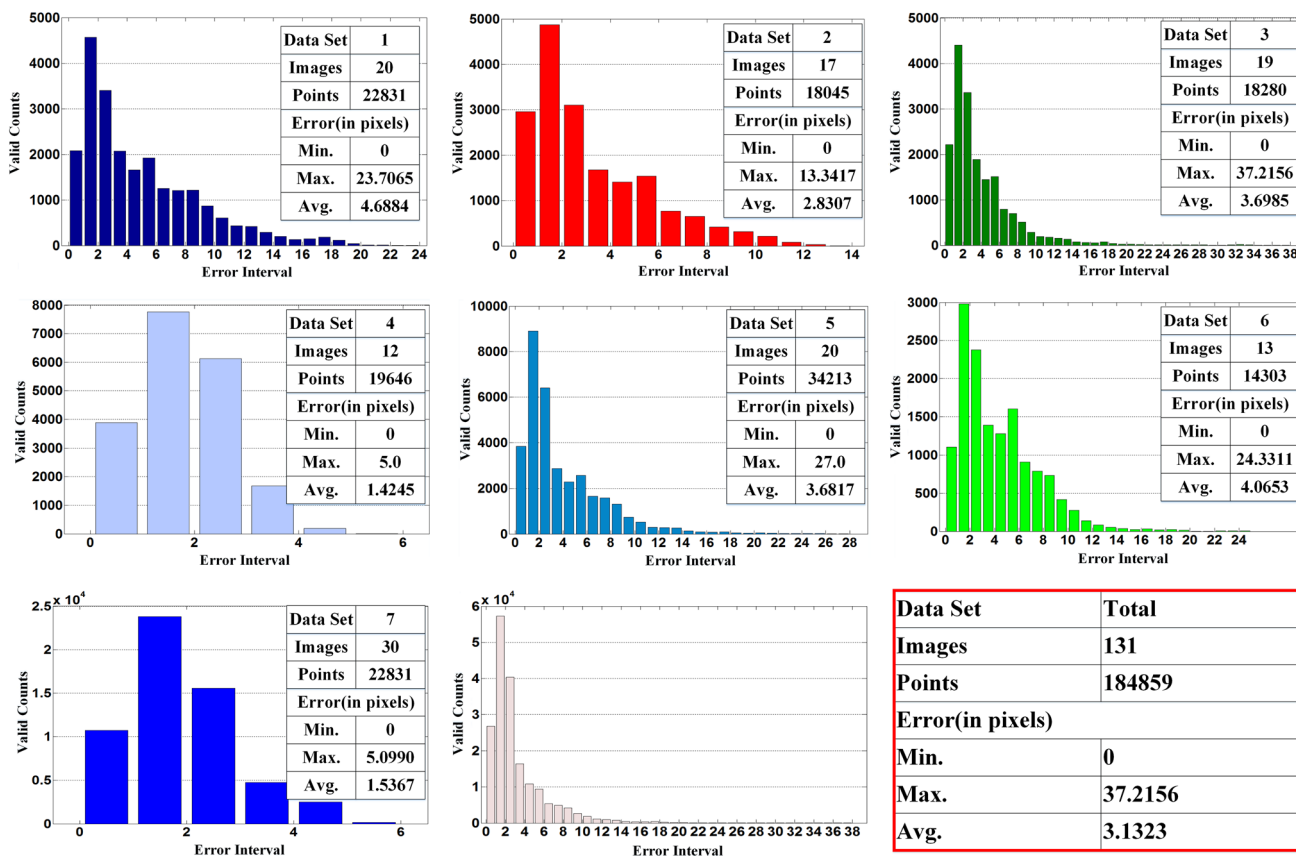 5000
4000
3000
2000
1000
0
0 2 4 6 8 10 12 14 16 18 20 22 24
Valid Counts
Error Interval
Data Set 1
Images 20
Points 22831
Error(in pixels)
Min. 0
Max. 23.7065
Avg. 4.6884
5000
4000
3000
2000
1000
0
0 2 4 6 8 10 12 14
Valid Counts
Error Interval
Data Set 2
Images 17
Points 18045
Error(in pixels)
Min. 0
Max. 13.3417
Avg. 2.8307
5000
4000
3000
2000
1000
0
0 2 4 6 8 10 12 14 16 18 20 22 24 26 28 30 32 34 36 38
Valid Counts
Error Interval
Data Set 3
Images 19
Points 18280
Error(in pixels)
Min. 0
Max. 37.2156
Avg. 3.6985
8000
7000
6000
5000
4000
3000
2000
1000
0
0 2 4 6
Valid Counts
Error Interval
Data Set 4
Images 12
Points 19646
Error(in pixels)
Min. 0
Max. 5.0
Avg. 1.4245
10000
8000
6000
4000
2000
0
0 2 4 6 8 10 12 14 16 18 20 22 24 26 28
Valid Counts
Error Interval
Data Set 5
Images 20
Points 34213
Error(in pixels)
Min. 0
Max. 27.0
Avg. 3.6817
3000
2500
2000
1500
1000
500
0
0 2 4 6 8 10 12 14 16 18 20 22 24
Valid Counts
Error Interval
Data Set 6
Images 13
Points 14303
Error(in pixels)
Min. 0
Max. 24.3311
Avg. 4.0653
x 10⁴
2.5
2
1.5
1
0.5
0
0 2 4 6
Valid Counts
Error Interval
Data Set 7
Images 30
Points 22831
Error(in pixels)
Min. 0
Max. 5.0990
Avg. 1.5367
x 10⁴
6
5
4
3
2
1
0
0 2 4 6 8 10 12 14 16 18 20 22 24 26 28 30 32 34 36 38
Valid Counts
Error Interval
Data Set Total
Images 131
Points 184859
Error(in pixels)
Min. 0
Max. 37.2156
Avg. 3.1323